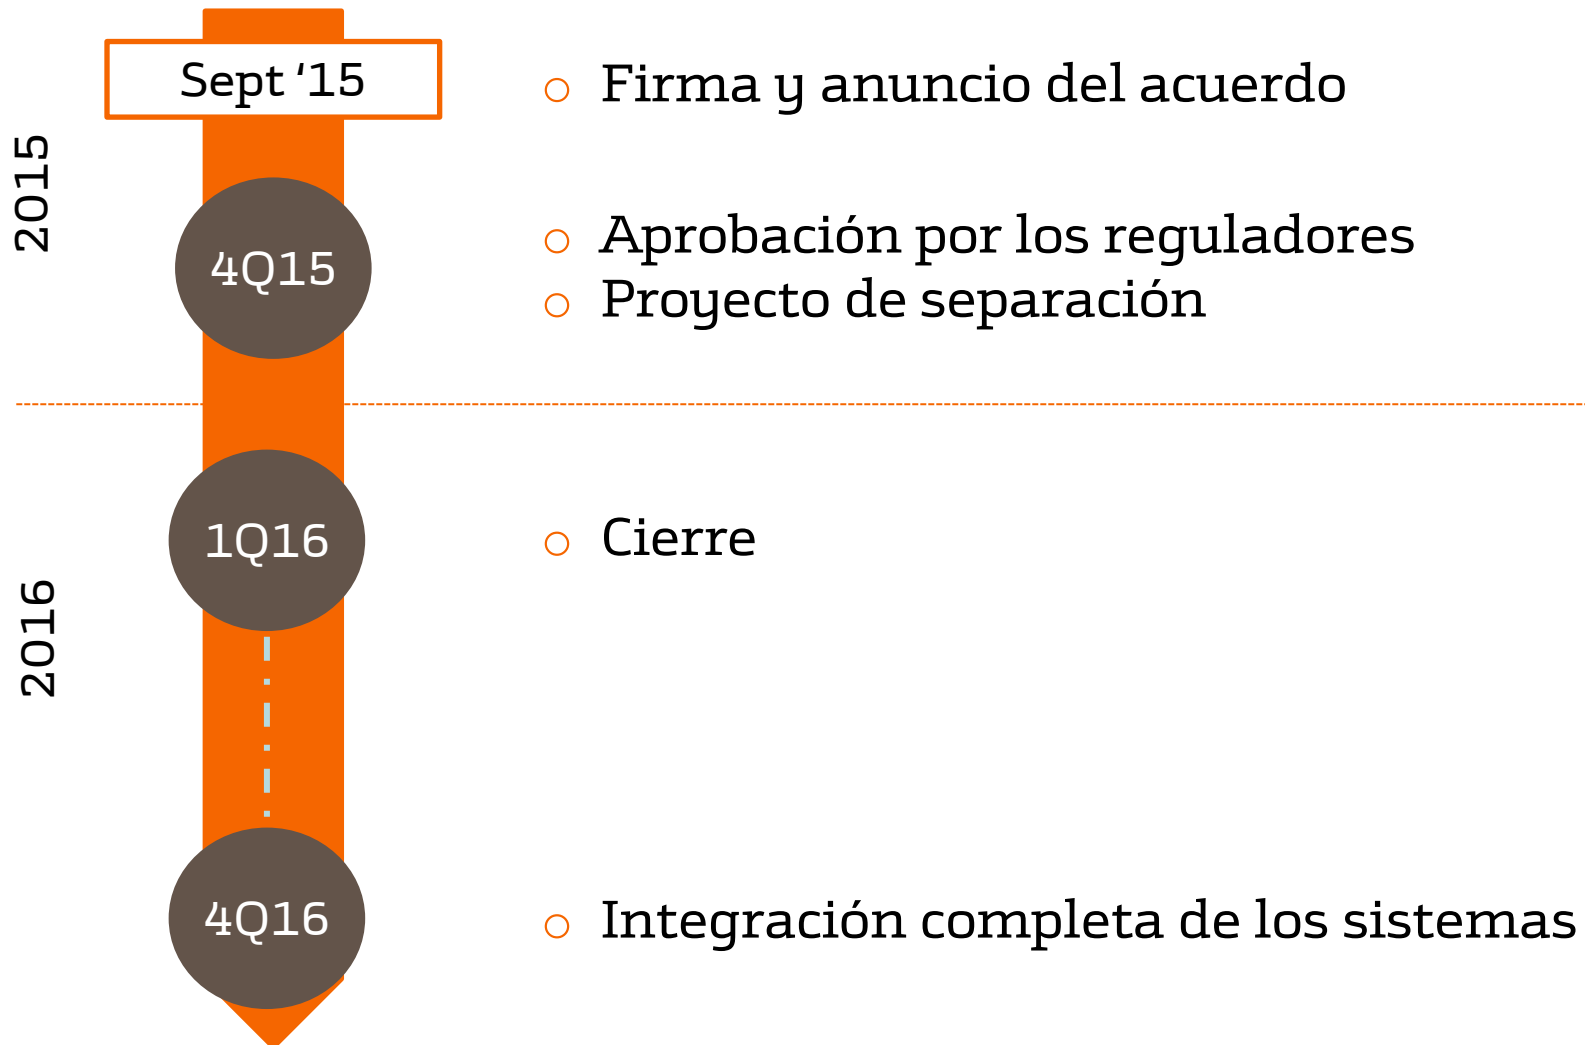 2015
Sept ‘15
Firma y anuncio del acuerdo
4Q15
Aprobación por los reguladores
Proyecto de separación
2016
1Q16
Cierre
4Q16
Integración completa de los sistemas